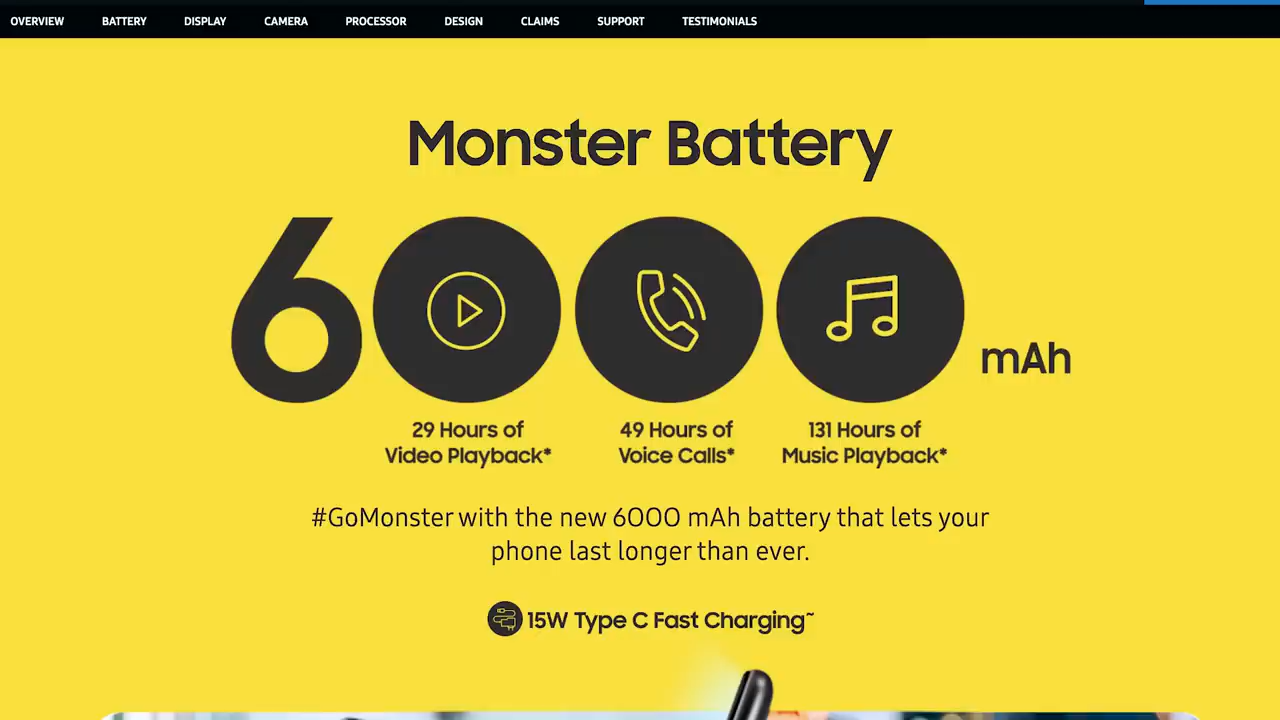 OVERVIEW BATTERY DISPLAY CAMERA PROCESSOR DESIGN CLAIMS SUPPORT TESTIMONIALS
Monster Battery
6000 mAh
29 Hours of
Video Playback*
49 Hours of
Voice Calls*
131 Hours of
Music Playback*
#GoMonster with the new 6000 mAh battery that lets your
phone last longer than ever.
15W Type C Fast Charging~